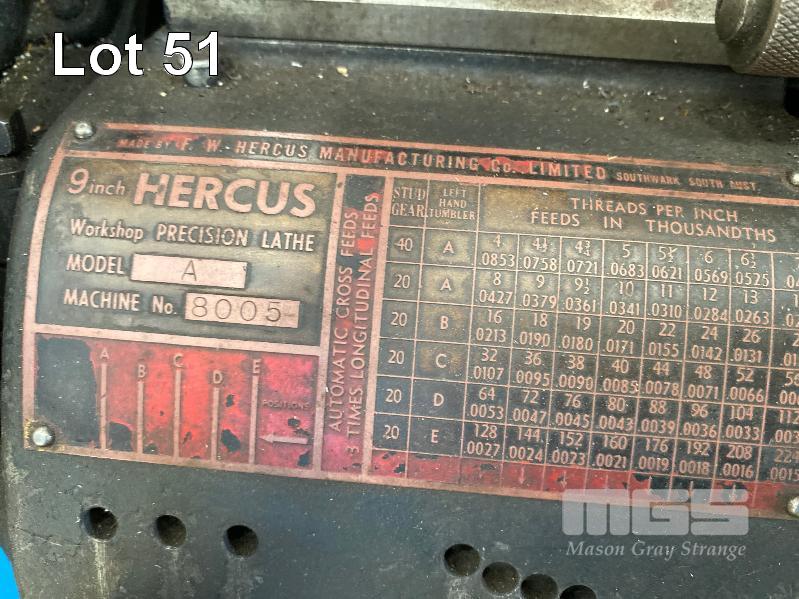 Lot 51
MADE BY F. W. HERCUS MANUFACTURING Co. LIMITED SOUTHWARK SOUTH AUST.
9 inch HERCUS
Workshop PRECISION LATHE
MODEL A
MACHINE No. 8005
A B C D E
POSITIONS
AUTOMATIC CROSS FEEDS
3 TIMES LONGITUDINAL FEEDS
STUD GEAR LEFT HAND TUMBLER THREADS PER INCH
FEEDS IN THOUSANDTHS
40 A 4 4½ 4¾ 5 5½ 6 6½
.0853 .0758 .0721 .0683 .0621 .0569 .0525
20 A 8 9 9½ 10 11 12 13
.0427 .0379 .0361 .0341 .0310 .0284 .0263
20 B 16 18 19 20 22 24 26
.0213 .0190 .0180 .0171 .0155 .0142 .0131
20 C 32 36 38 40 44 48 52 56
.0107 .0095 .0090 .0085 .0078 .0071 .0066
20 D 64 72 76 80 88 96 104
.0053 .0047 .0045 .0043 .0039 .0036 .0033
20 E 128 144 152 160 176 192 208 224
.0027 .0024 .0023 .0021 .0019 .0018 .0016 .0015
MGS
Mason Gray Strange